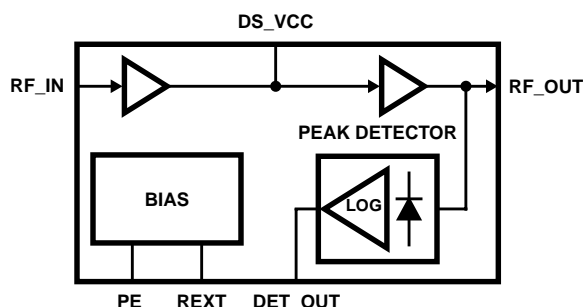 DS_VCC
RF_IN
RF_OUT
PEAK DETECTOR
BIAS
LOG
PE REXT DET_OUT